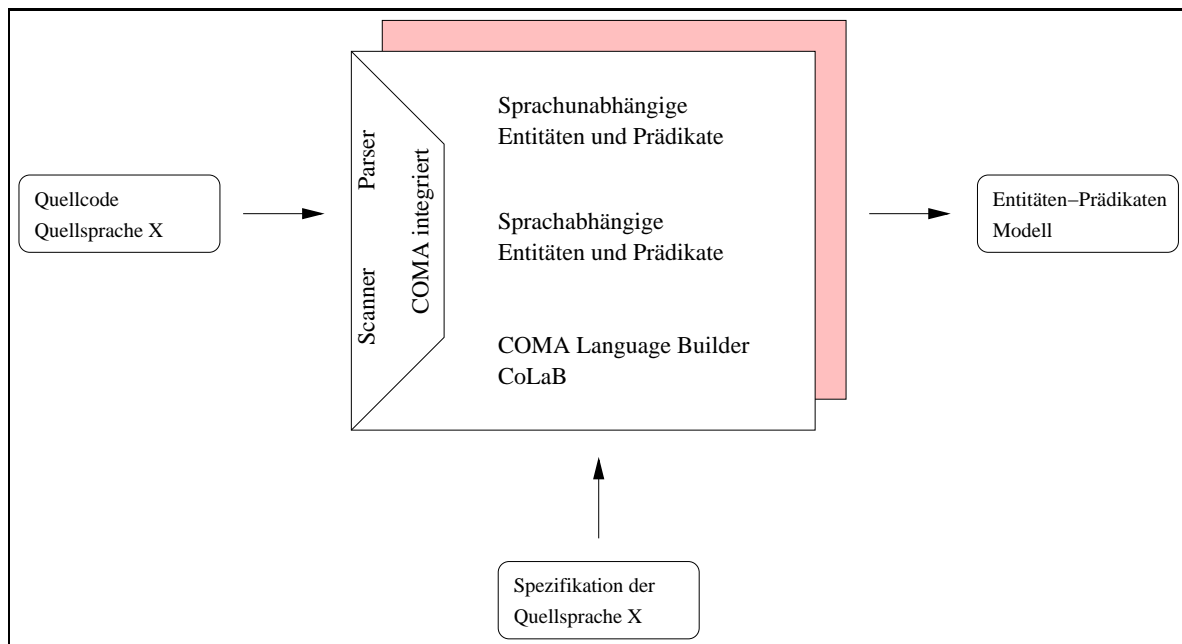 Sprachunabhängige
Entitäten und Prädikate
Parser
Scanner
COMA integriert
Quellcode
Quellsprache X
Sprachabhängige
Entitäten und Prädikate
Entitäten−Prädikaten
Modell
COMA Language Builder
CoLaB
Spezifikation der
Quellsprache X